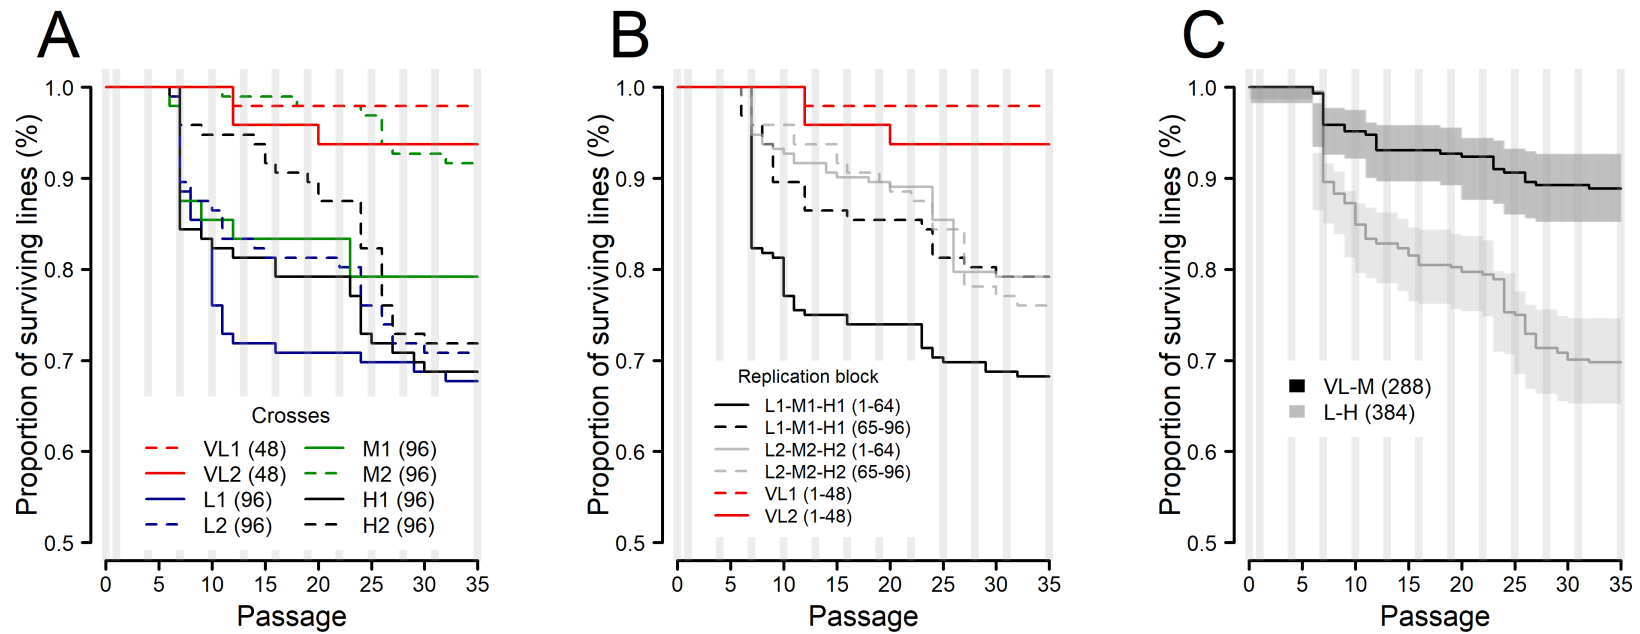 A
Proportion of surviving lines (%)
1.0
0.9
0.8
0.7
0.6
0.5
Crosses
VL1 (48)
VL2 (48)
L1 (96)
L2 (96)
M1 (96)
M2 (96)
H1 (96)
H2 (96)
0 5 10 15 20 25 30 35
Passage
B
Proportion of surviving lines (%)
1.0
0.9
0.8
0.7
0.6
0.5
Replication block
L1-M1-H1 (1-64)
L1-M1-H1 (65-96)
L2-M2-H2 (1-64)
L2-M2-H2 (65-96)
VL1 (1-48)
VL2 (1-48)
0 5 10 15 20 25 30 35
Passage
C
Proportion of surviving lines (%)
1.0
0.9
0.8
0.7
0.6
0.5
VL-M (288)
L-H (384)
0 5 10 15 20 25 30 35
Passage